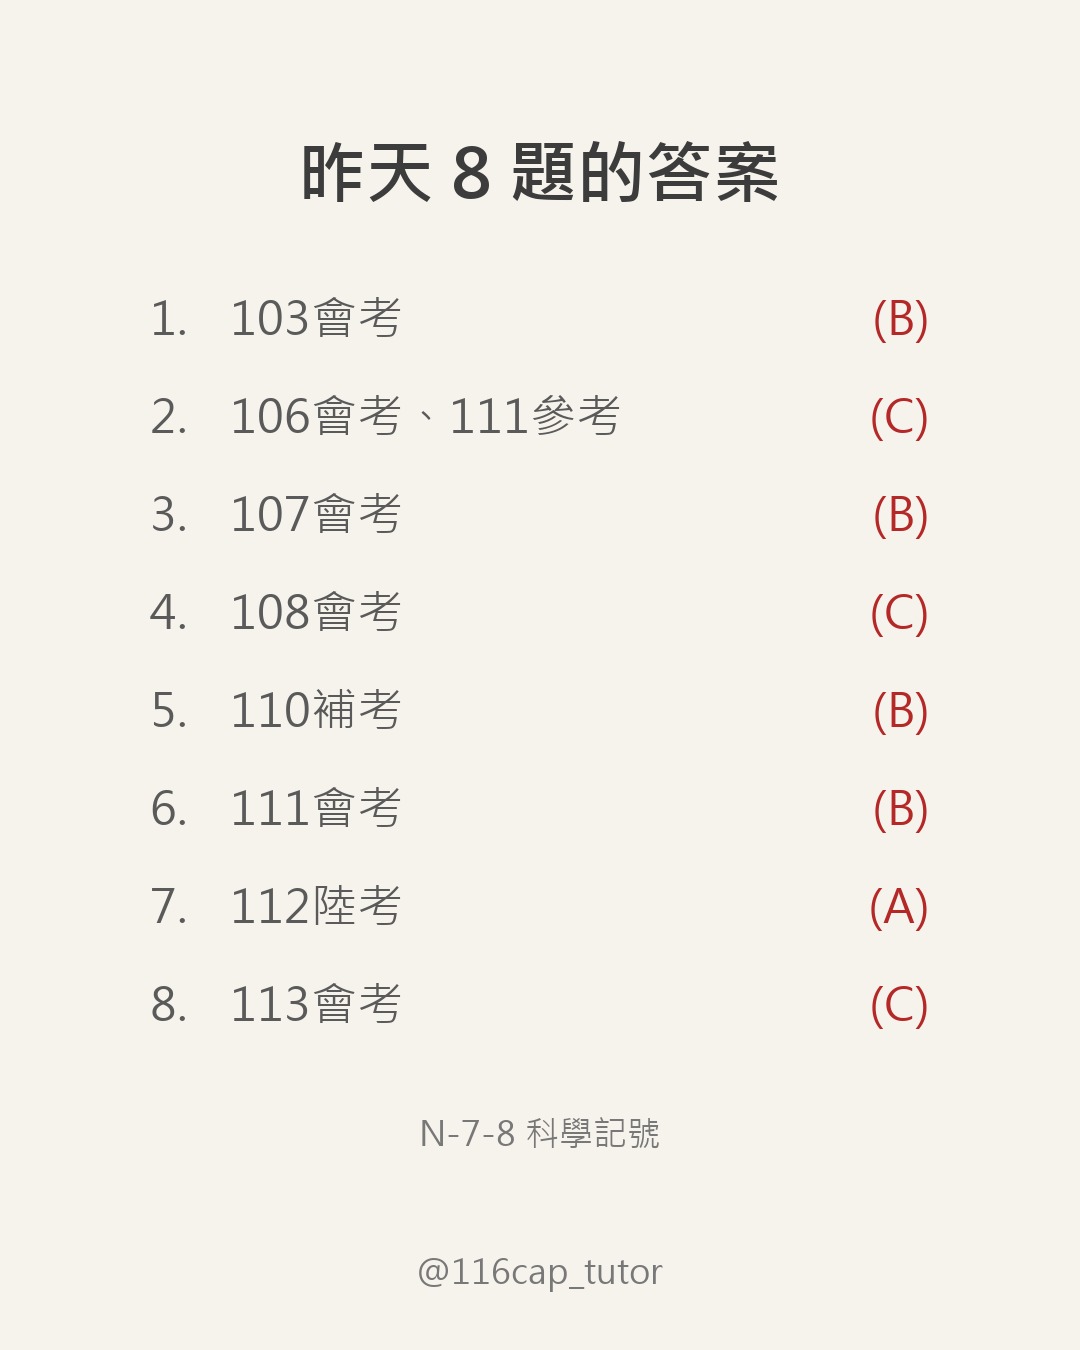 昨天 8 題的答案
1. 103會考 (B)
2. 106會考、111參考 (C)
3. 107會考 (B)
4. 108會考 (C)
5. 110補考 (B)
6. 111會考 (B)
7. 112陸考 (A)
8. 113會考 (C)
N-7-8 科學記號
@116cap_tutor